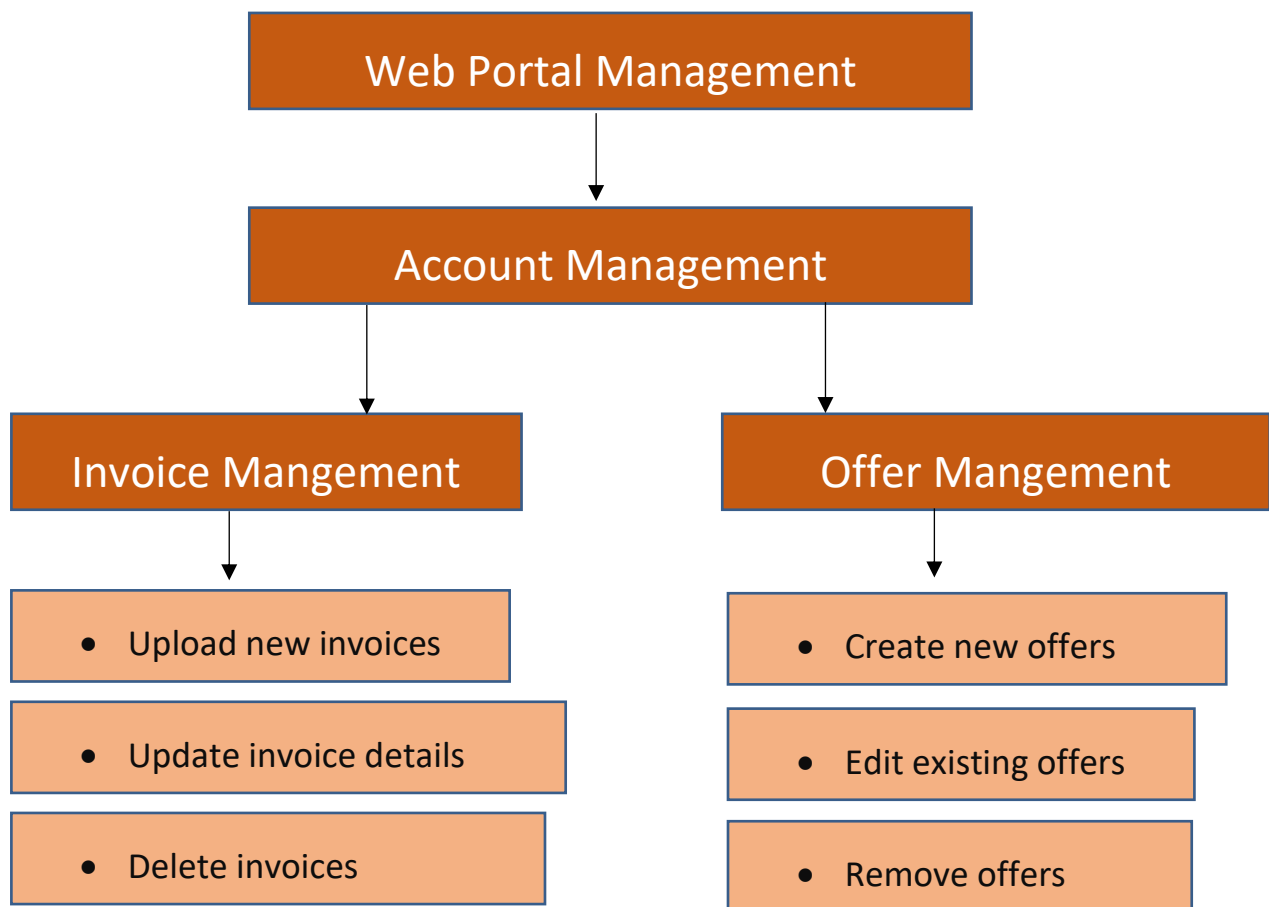 Web Portal Management
Account Management
Invoice Mangement
Offer Mangement
• Upload new invoices
• Update invoice details
• Delete invoices
• Create new offers
• Edit existing offers
• Remove offers